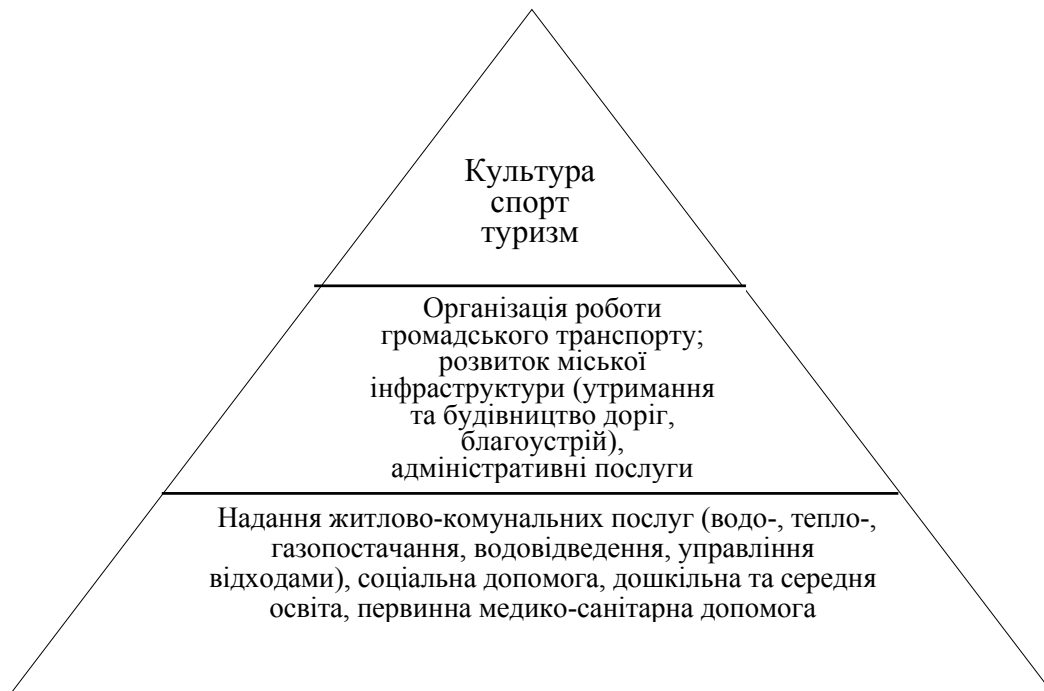 Культура
спорт
туризм
Організація роботи
громадського транспорту;
розвиток міської
інфраструктури (утримання
та будівництво доріг,
благоустрій),
адміністративні послуги
Надання житлово-комунальних послуг (водо-, тепло-,
газопостачання, водовідведення, управління
відходами), соціальна допомога, дошкільна та середня
освіта, первинна медико-санітарна допомога